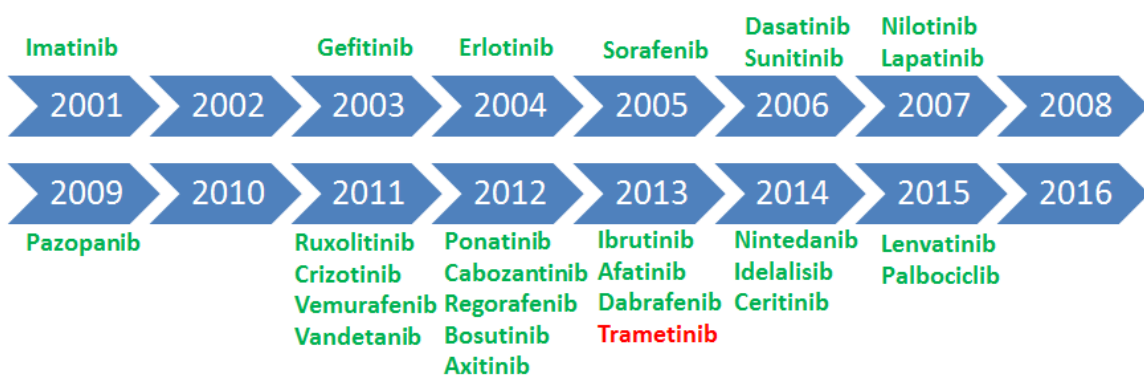 Imatinib Gefitinib Erlotinib Sorafenib Dasatinib Nilotinib
Sunitinib Lapatinib
2001 2002 2003 2004 2005 2006 2007 2008
2009 2010 2011 2012 2013 2014 2015 2016
Pazopanib Ruxolitinib Ponatinib Ibrutinib Nintedanib Lenvatinib
Crizotinib Cabozantinib Afatinib Idelalisib Palbociclib
Vemurafenib Regorafenib Dabrafenib Ceritinib
Vandetanib Bosutinib Trametinib
Axitinib